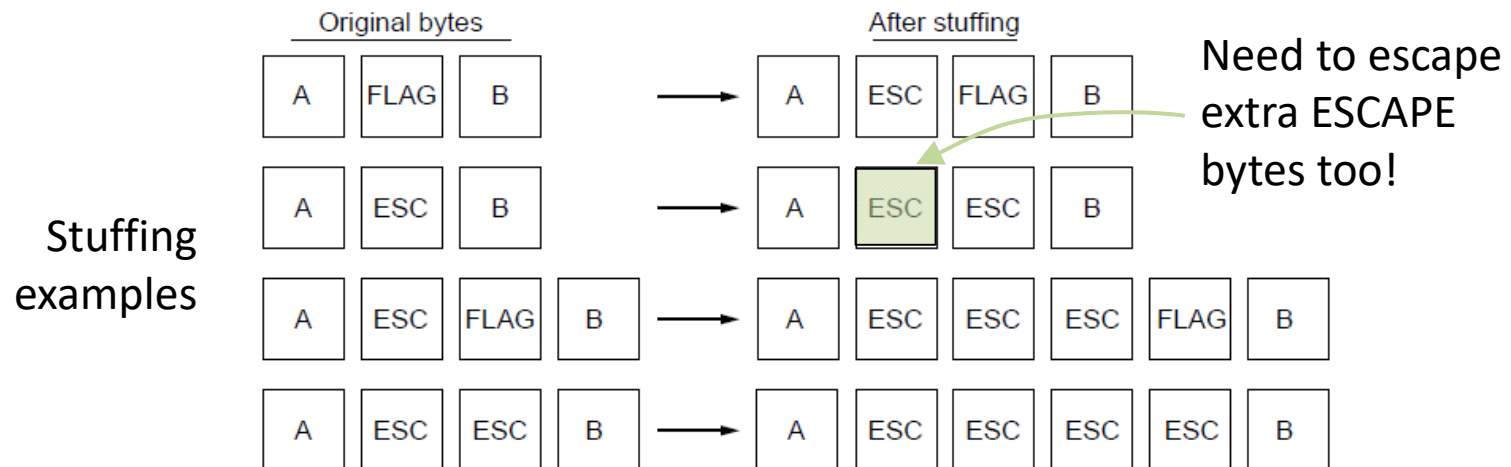 Original bytes After stuffing
A FLAG B A ESC FLAG B
Need to escape
extra ESCAPE
bytes too!
A ESC B A ESC ESC B
Stuffing
examples
A ESC FLAG B A ESC ESC ESC FLAG B
A ESC ESC B A ESC ESC ESC ESC B